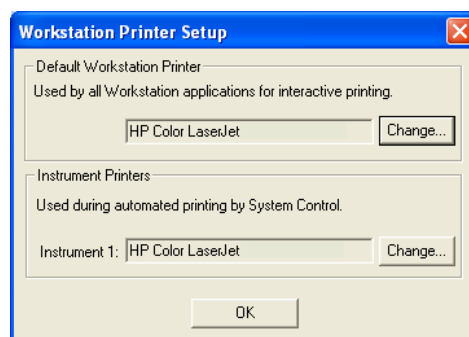 Workstation Printer Setup
Default Workstation Printer
Used by all Workstation applications for interactive printing.
HP Color LaserJet Change...
Instrument Printers
Used during automated printing by System Control.
Instrument 1: HP Color LaserJet Change...
OK